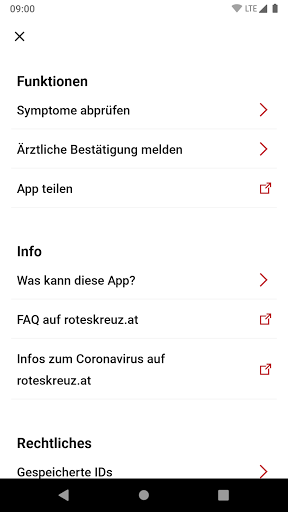 09:00
LTE
Funktionen
Symptome abprüfen
Ärztliche Bestätigung melden
App teilen
Info
Was kann diese App?
FAQ auf roteskreuz.at
Infos zum Coronavirus auf
roteskreuz.at
Rechtliches
Gespeicherte IDs